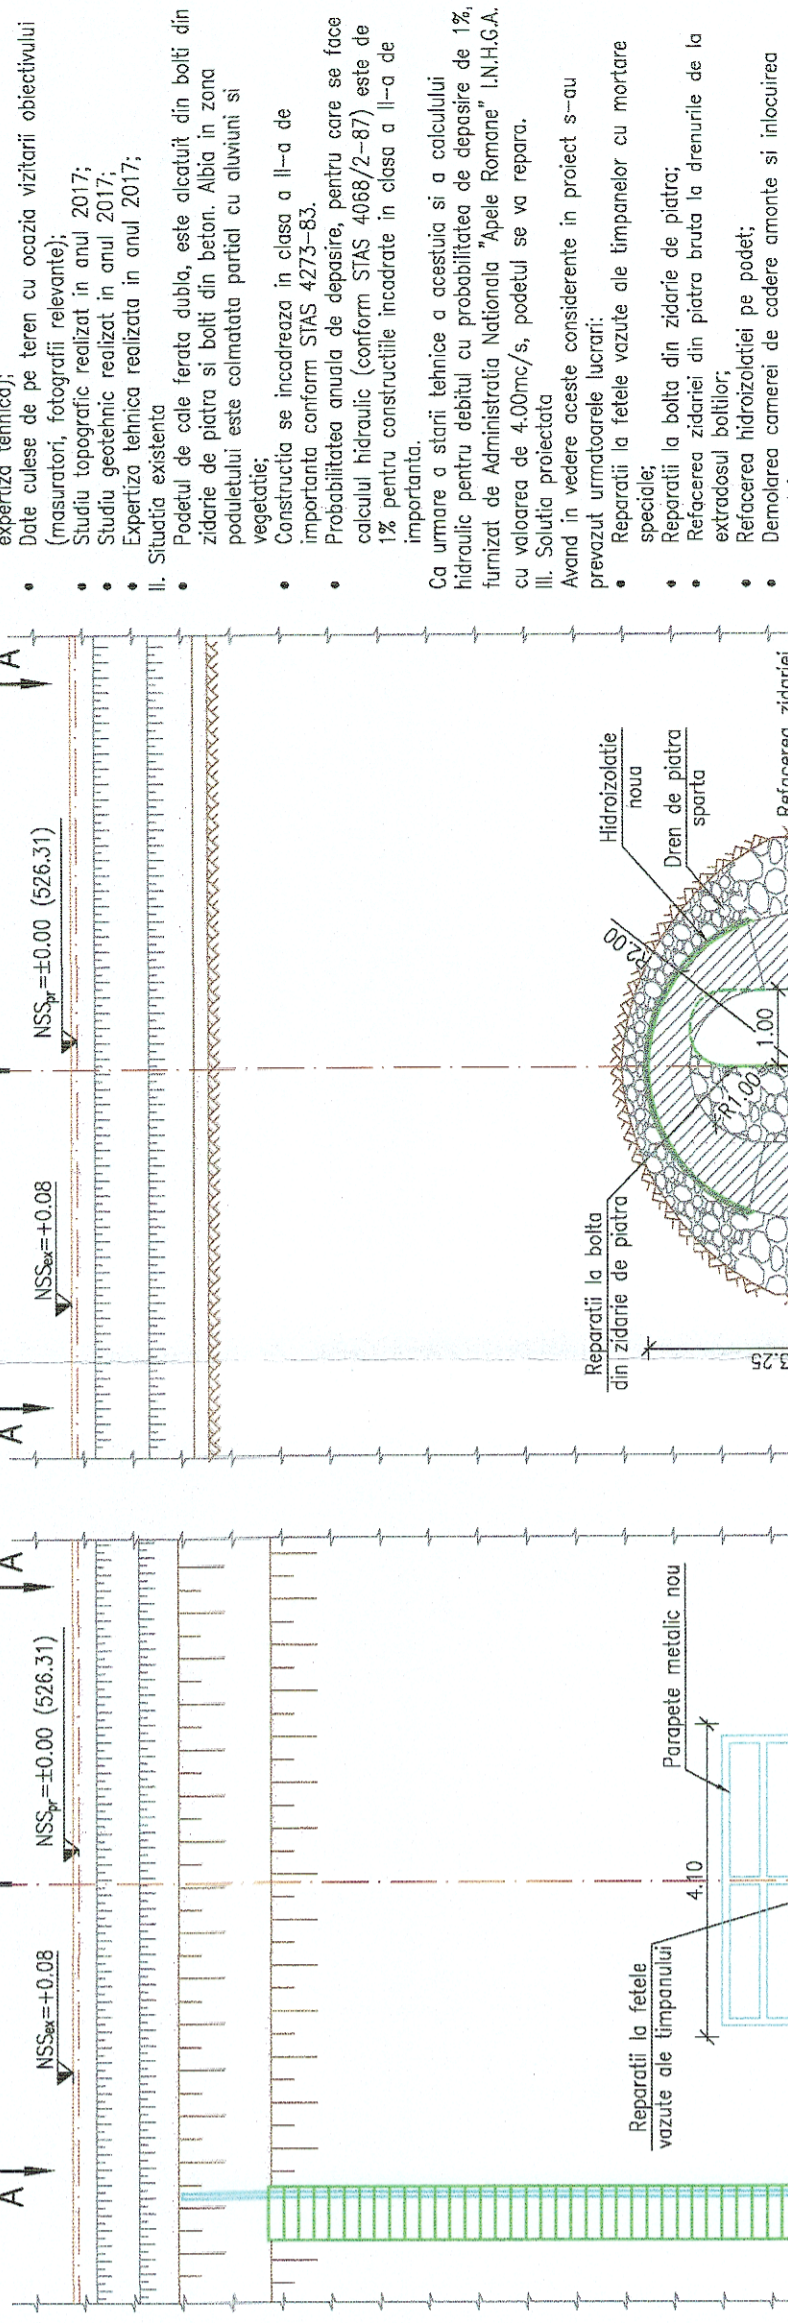 expertiza tehnica);
• Date culese de pe teren cu ocazia vizitarii obiectivului
(masuratori, fotografii relevante);
• Studiu topografic realizat in anul 2017;
• Studiu geotehnic realizat in anul 2017;
• Expertiza tehnica realizata in anul 2017;
II. Situatia existenta
• Podetul de cale ferata dubla, este alcatuit din bolti din
zidarie de piatra si bolti din beton. Albia in zona
poduletului este colmatata partial cu aluviuni si
vegetatie;
• Constructia se incadreaza in clasa a II-a de
importanta conform STAS 4273-83.
• Probabilitatea anuala de depasire, pentru care se face
calculul hidraulic (conform STAS 4068/2-87) este de
1% pentru constructiile incadrate in clasa a II-a de
importanta.
Ca urmare a starii tehnice a acestuia si a calculului
hidraulic pentru debitul cu probabilitatea de depasire de 1%,
furnizat de Administratia Nationala "Apele Romane" I.N.H.G.A.
cu valoarea de 4.00mc/s, podetul se va repara.
III. Solutia proiectata
Avand in vedere aceste considerente in proiect s-au
prevazut urmatoarele lucrari:
• Reparatii la fetele vazute ale timpanelor cu mortare
speciale;
• Reparatii la bolta din zidarie de piatra;
• Refacerea zidariei din piatra bruta la drenurile de la
extradosul boltilor;
• Refacerea hidroizolatiei pe podet;
• Demolarea camerei de cadere amonte si inlocuirea
A
A
NSSex=+0.08
NSSpr=±0.00 (526.31)
Reparatii la bolta
din zidarie de piatra
Hidroizolatie
noua
Dren de piatra
sparta
Refacerea zidariei
R2.00
R1.00
1.00
3.25
A
A
NSSex=+0.08
NSSpr=±0.00 (526.31)
Reparatii la fetele
vazute ale timpanului
4.10
Parapete metalic nou